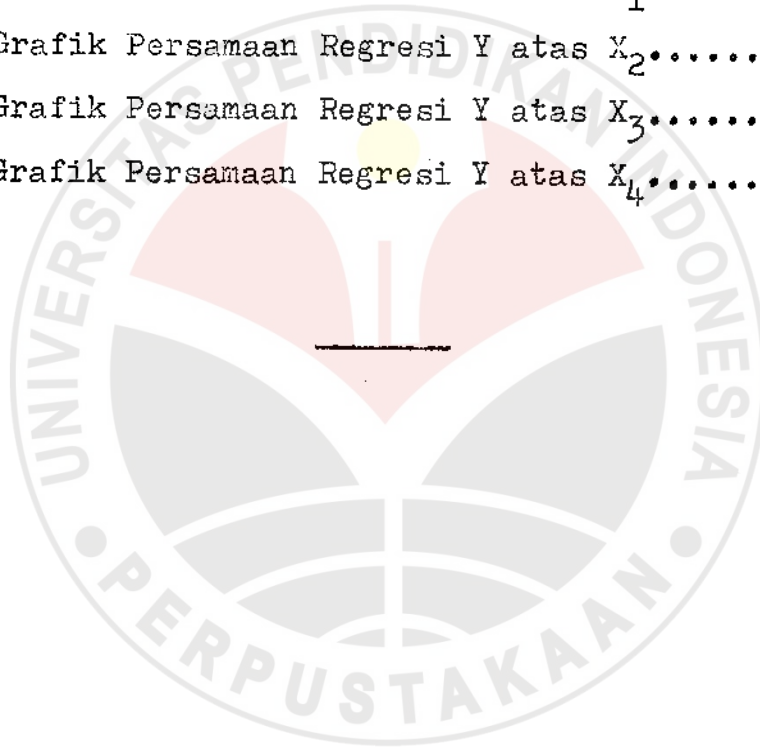 1
Grafik Persamaan Regresi Y atas X2......
Grafik Persamaan Regresi Y atas X3......
Grafik Persamaan Regresi Y atas X4......
UNIVERSITAS PENDIDIKAN INDONESIA
PERPUSTAKAAN